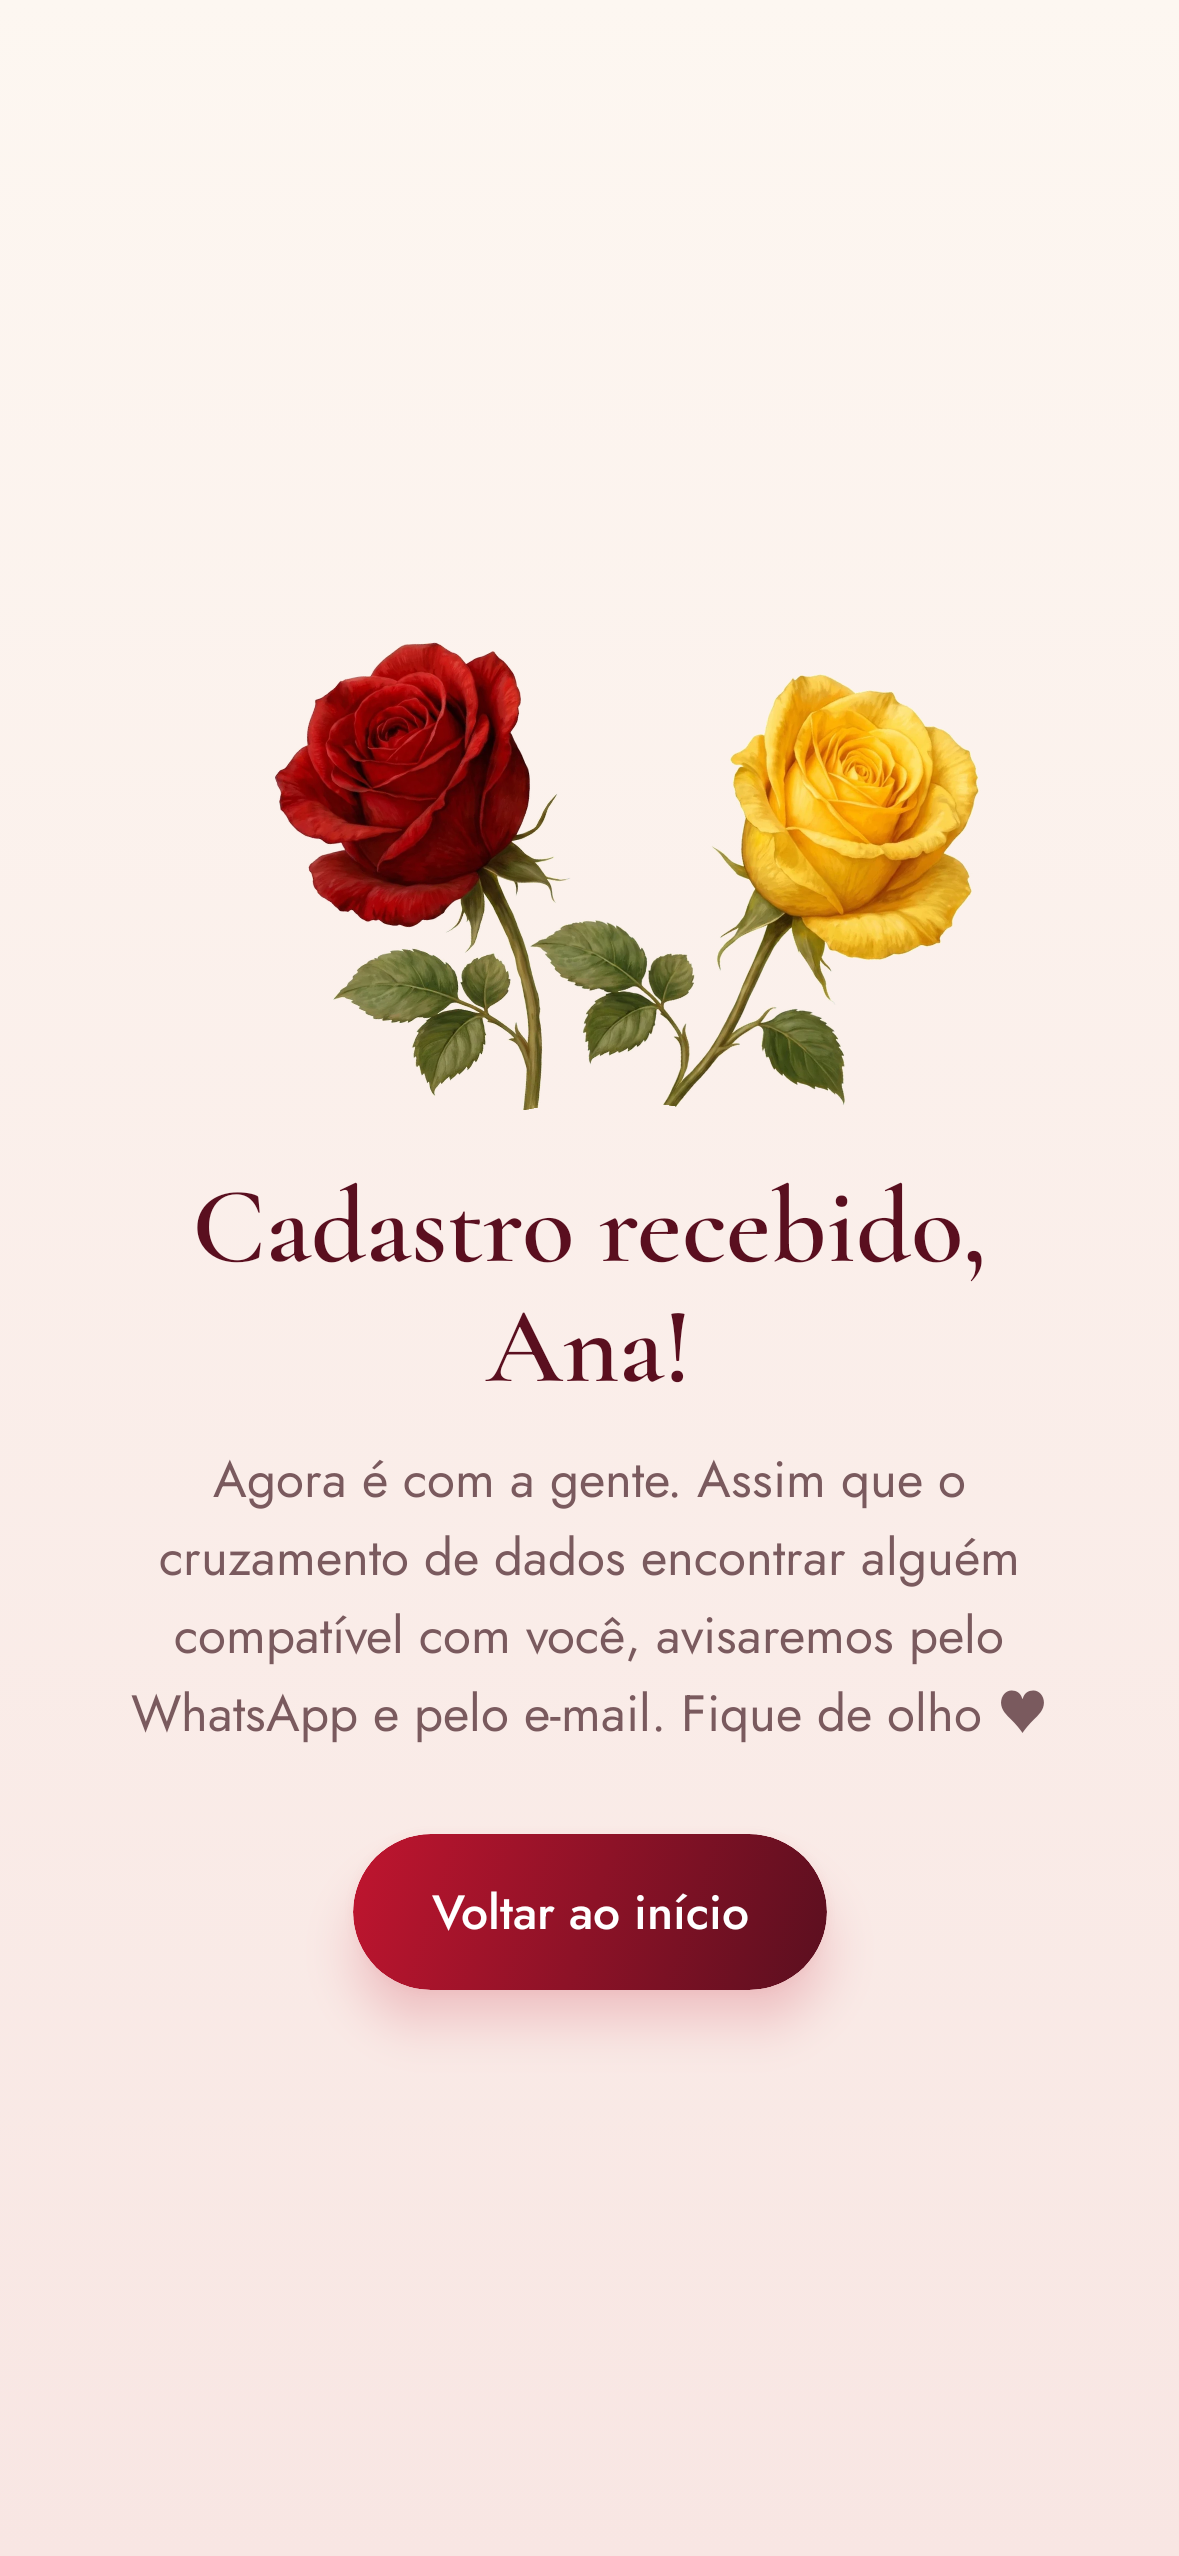 Cadastro recebido,
Ana!
Agora é com a gente. Assim que o
cruzamento de dados encontrar alguém
compatível com você, avisaremos pelo
WhatsApp e pelo e-mail. Fique de olho ♥
Voltar ao início